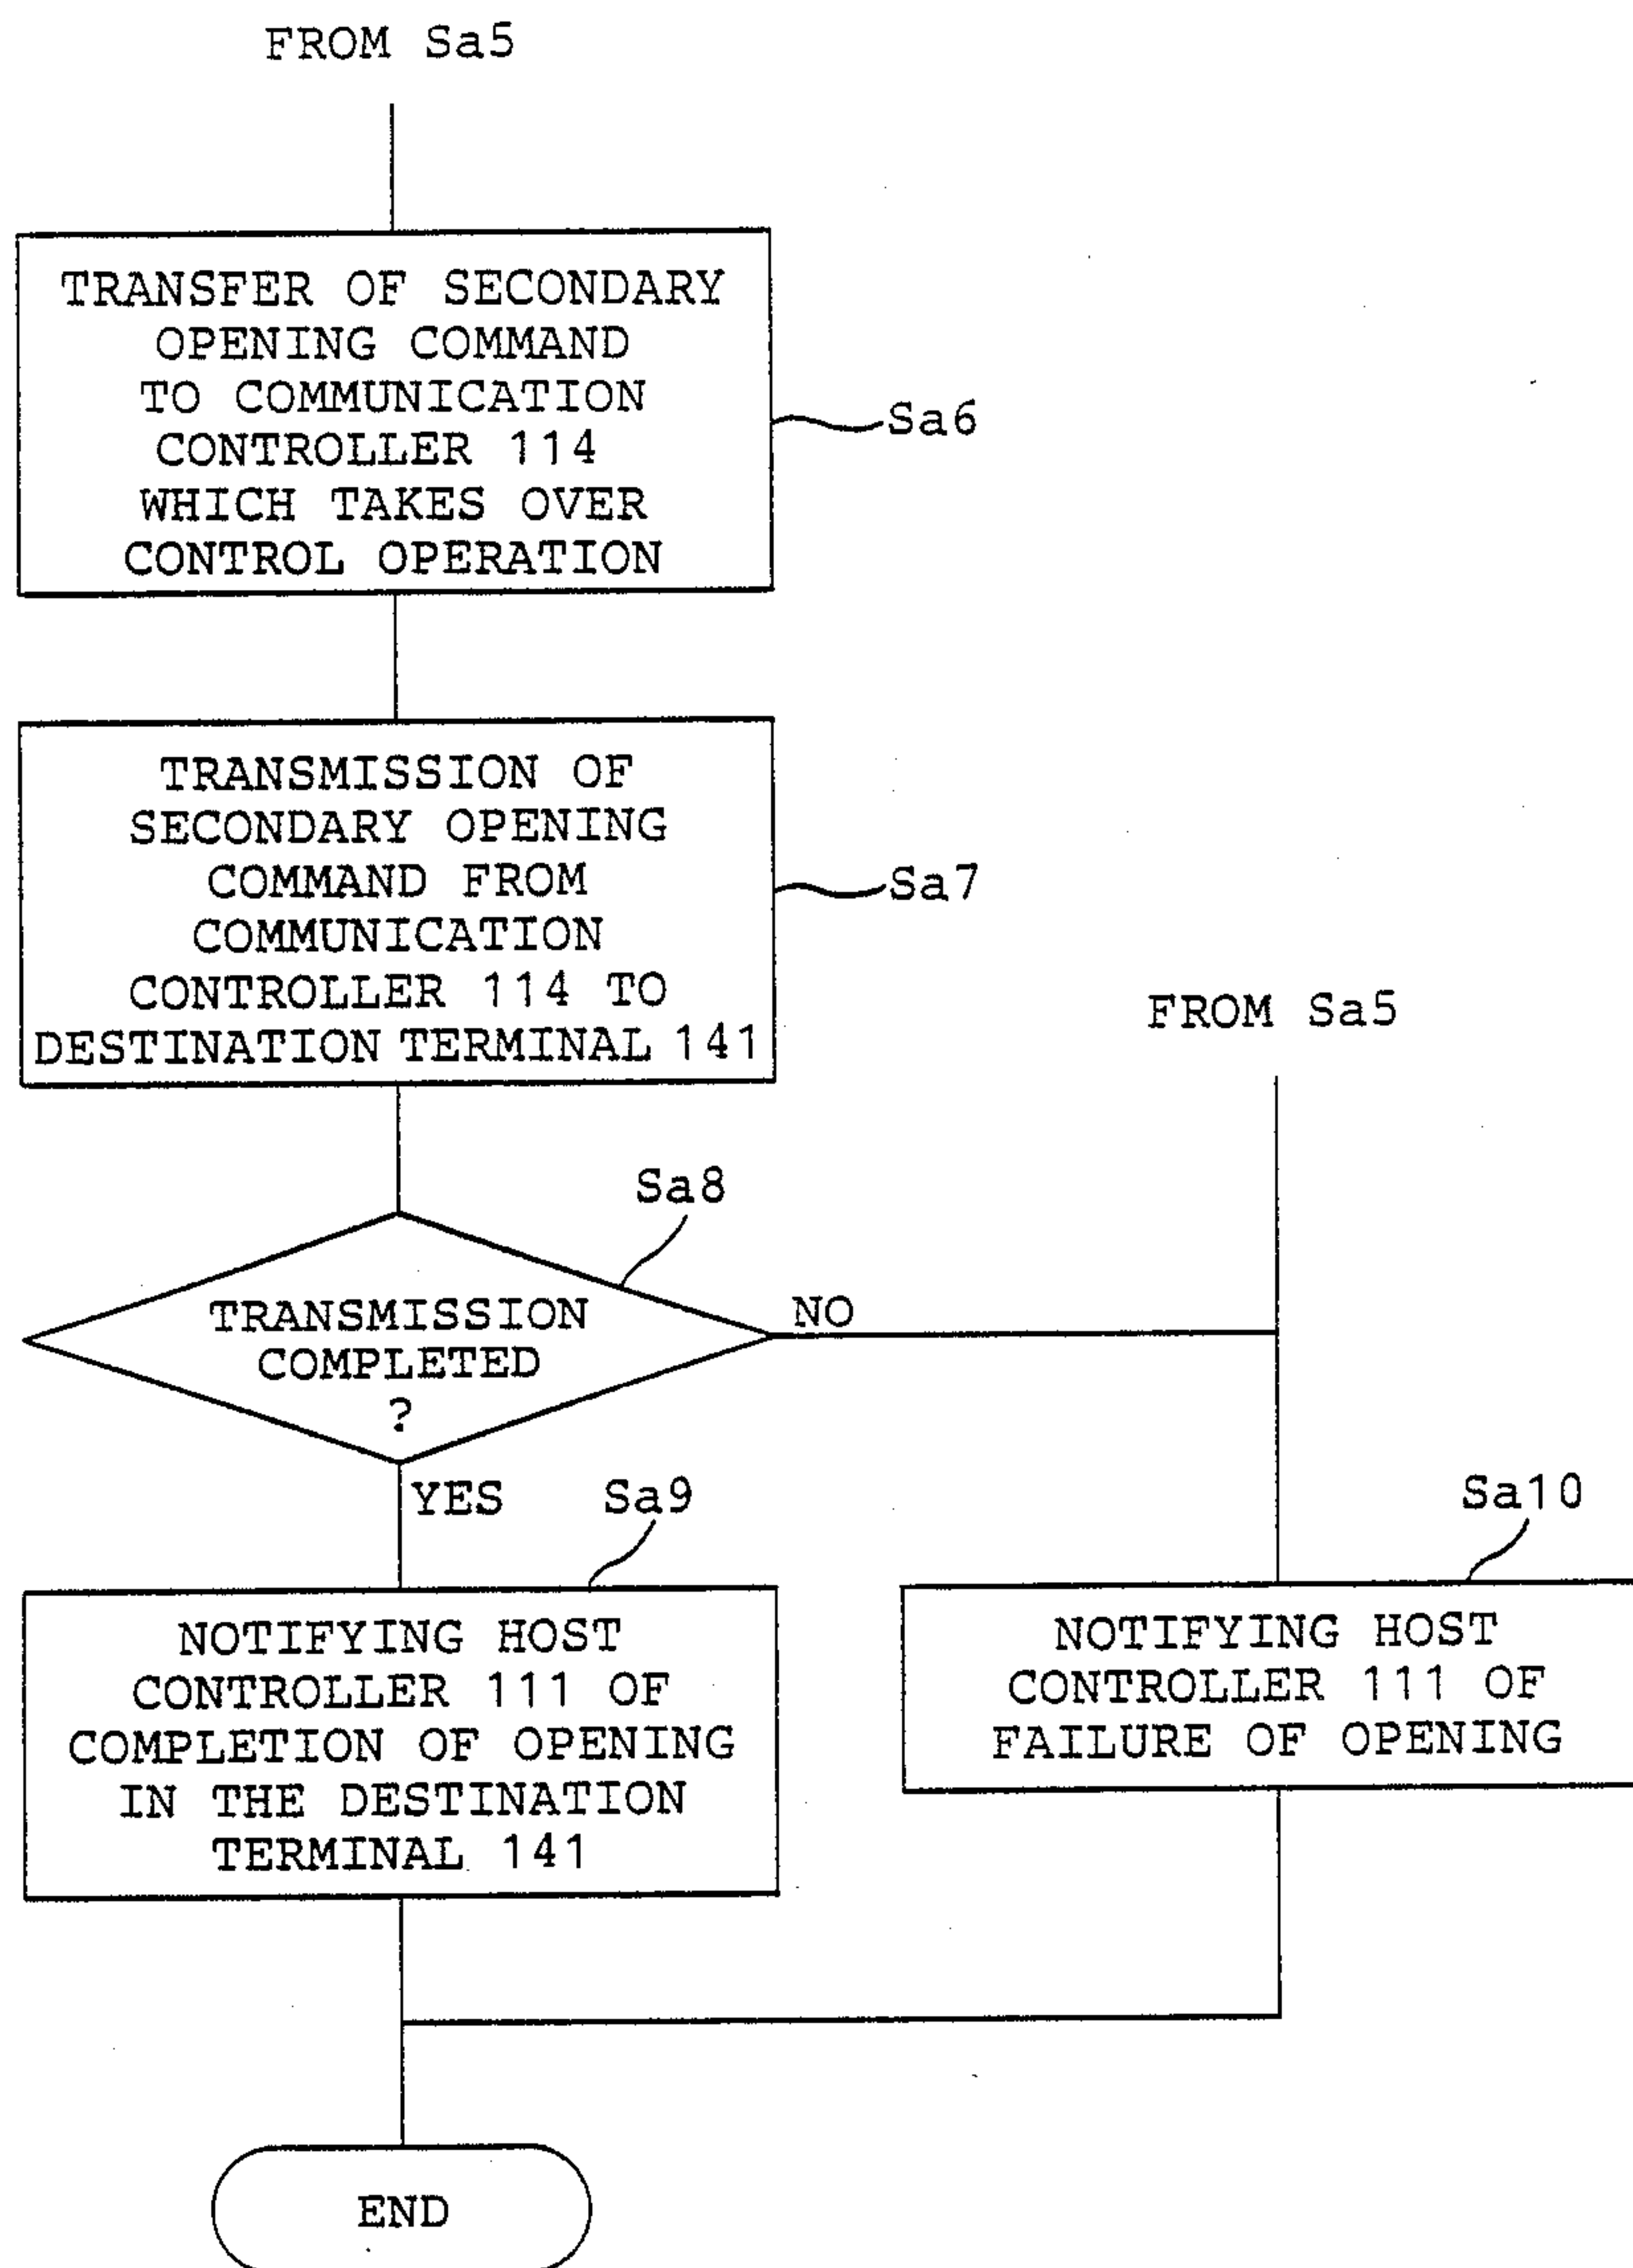 FROM Sa5
TRANSFER OF SECONDARY
OPENING COMMAND
TO COMMUNICATION
CONTROLLER 114
WHICH TAKES OVER
CONTROL OPERATION
Sa6
TRANSMISSION OF
SECONDARY OPENING
COMMAND FROM
COMMUNICATION
CONTROLLER 114 TO
DESTINATION TERMINAL 141
Sa7
FROM Sa5
Sa8
TRANSMISSION
COMPLETED
?
NO
YES
Sa9
NOTIFYING HOST
CONTROLLER 111 OF
COMPLETION OF OPENING
IN THE DESTINATION
TERMINAL 141
Sa10
NOTIFYING HOST
CONTROLLER 111 OF
FAILURE OF OPENING
END